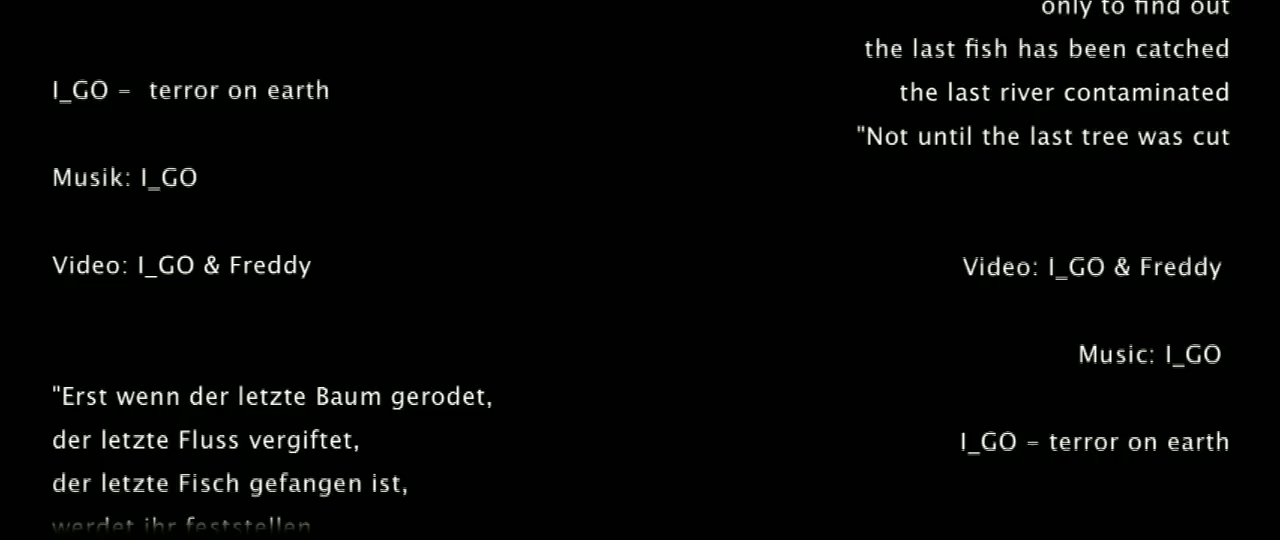 I_GO =  terror on earth
Musik: I_GO
Video: I_GO & Freddy
"Erst wenn der letzte Baum gerodet,
der letzte Fluss vergiftet,
der letzte Fisch gefangen ist,
werdet ihr feststellen
only to find out
the last fish has been catched
the last river contaminated
"Not until the last tree was cut
Video: I_GO & Freddy
Music: I_GO
I_GO = terror on earth